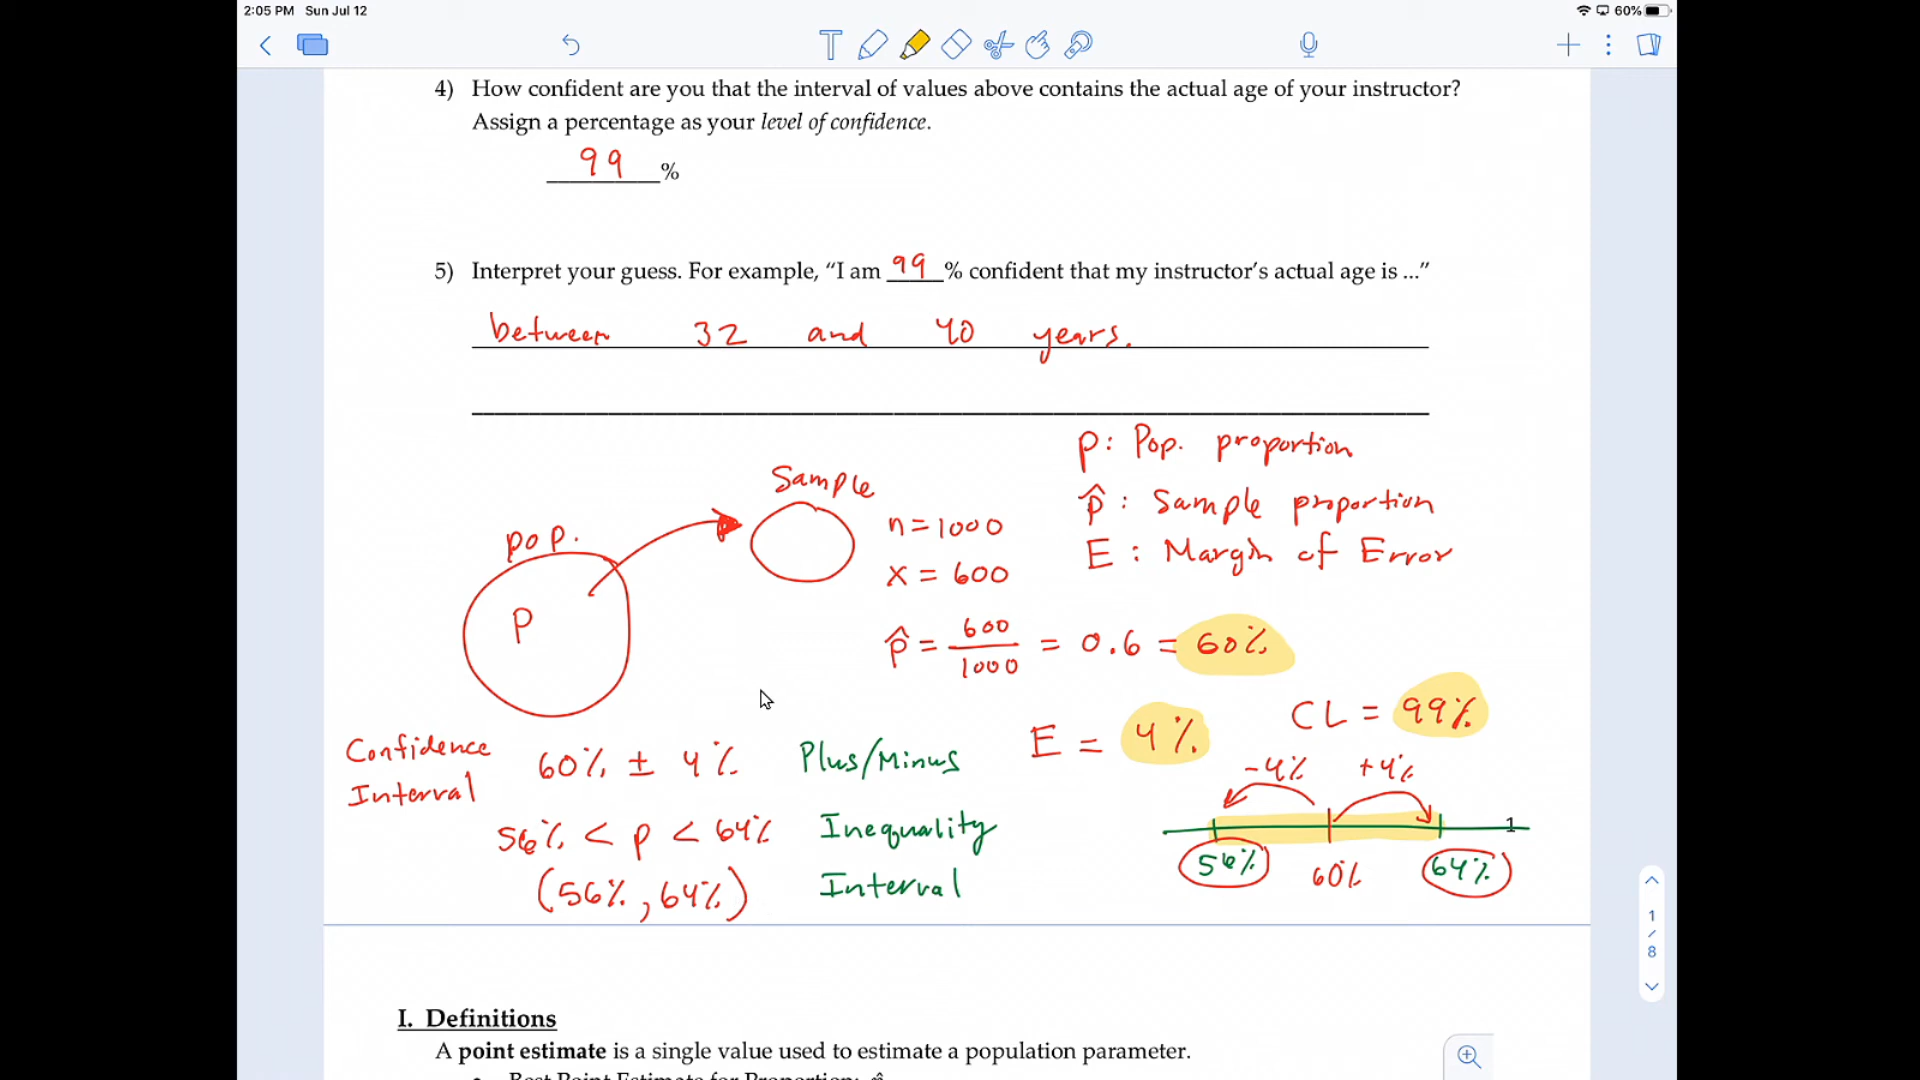 2:05 PM Sun Jul 12
60%
4) How confident are you that the interval of values above contains the actual age of your instructor?
Assign a percentage as your level of confidence.
99 %
5) Interpret your guess. For example, “I am 99 % confident that my instructor’s actual age is ...”
between 32 and 40 years.
p: Pop. proportion
Sample
p̂ : Sample proportion
n = 1000
pop.
E : Margin of Error
x = 600
P
p̂ = 600/1000 = 0.6 = 60%
CL = 99%
E = 4%
Confidence Interval
60% ± 4% Plus/Minus
-4% +4%
56% < p < 64% Inequality
1
56% 60% 64%
(56%, 64%) Interval
1
/
8
I. Definitions
A point estimate is a single value used to estimate a population parameter.
• Best Point Estimate for Proportion: p̂